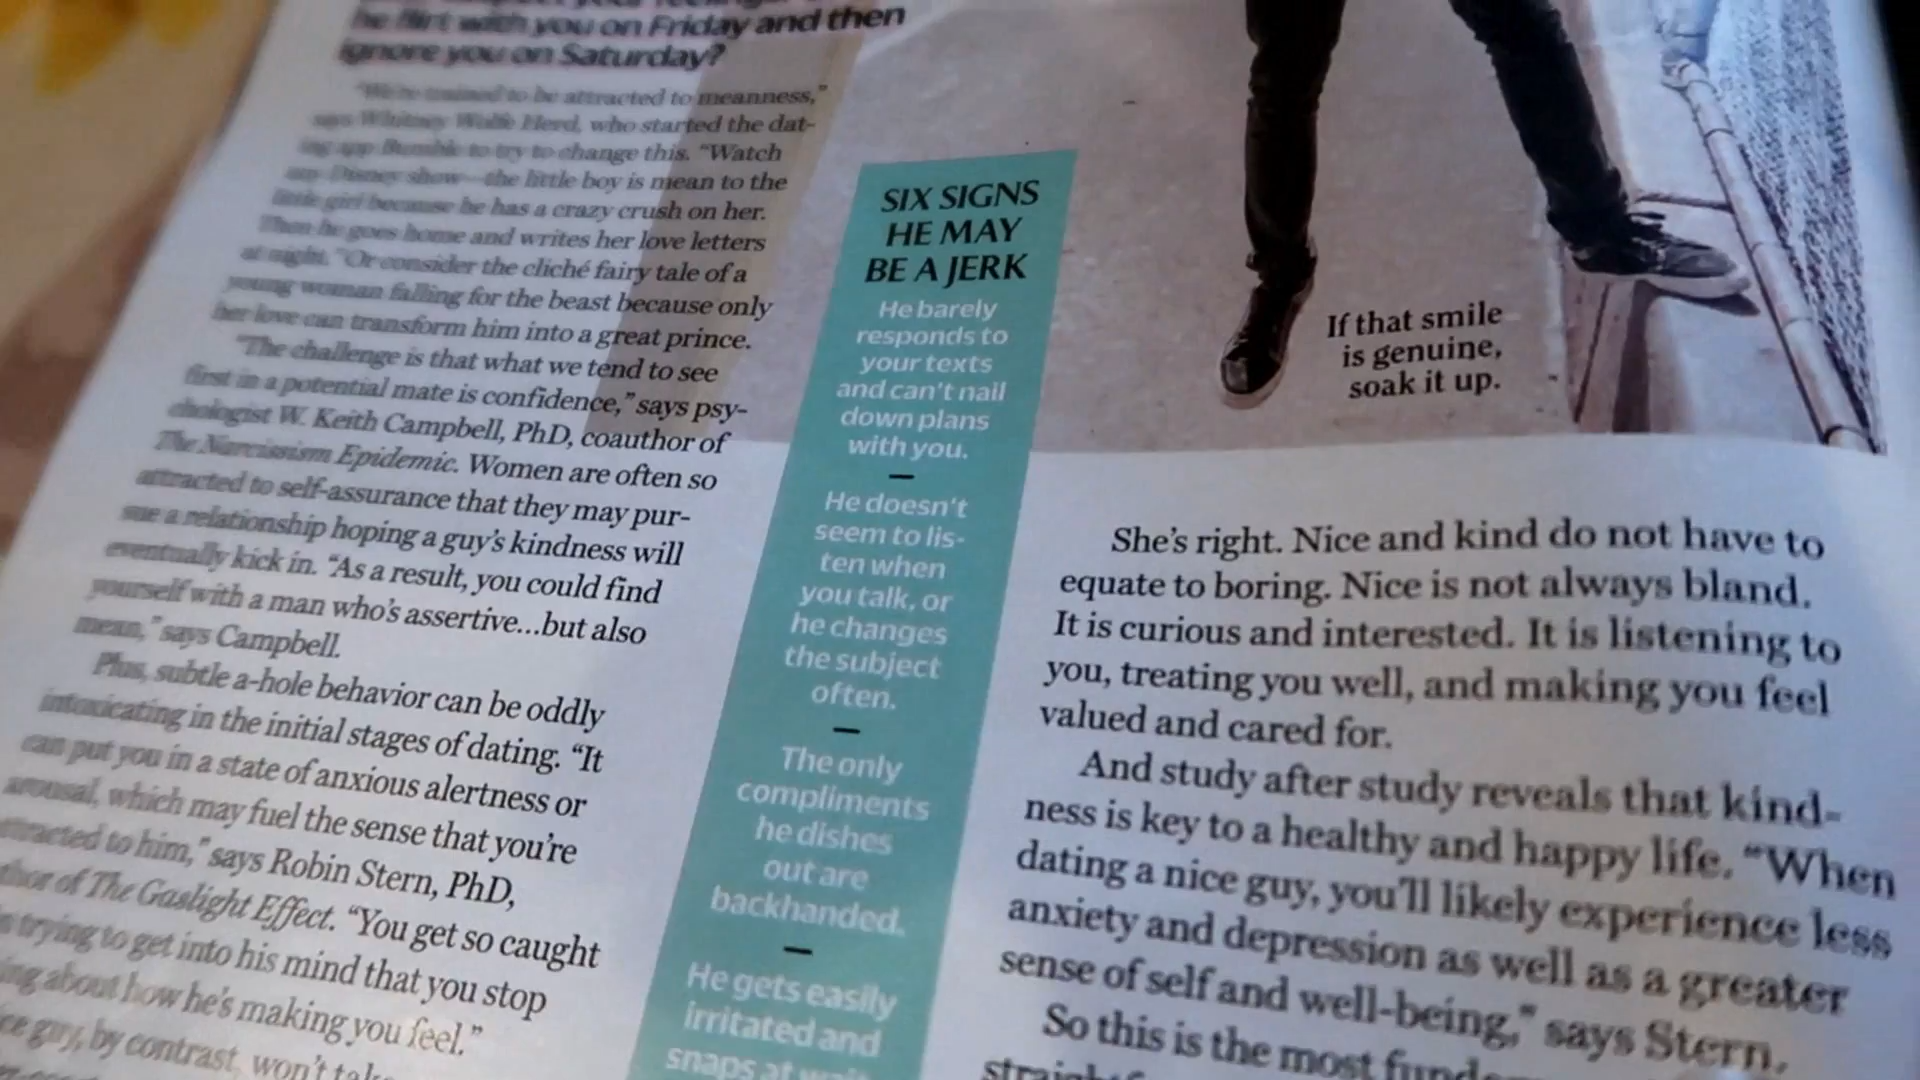 he flirt with you on Friday and then
ignore you on Saturday?
"We're trained to be attracted to meanness,"
says Whitney Wolfe Herd, who started the dat-
ing app Bumble to try to change this. "Watch
any Disney show—the little boy is mean to the
little girl because he has a crazy crush on her.
Then he goes home and writes her love letters
at night." Or consider the cliché fairy tale of a
young woman falling for the beast because only
her love can transform him into a great prince.
"The challenge is that what we tend to see
first in a potential mate is confidence," says psy-
chologist W. Keith Campbell, PhD, coauthor of
The Narcissism Epidemic. Women are often so
attracted to self-assurance that they may pur-
sue a relationship hoping a guy's kindness will
eventually kick in. "As a result, you could find
yourself with a man who's assertive...but also
mean," says Campbell.
Plus, subtle a-hole behavior can be oddly
intoxicating in the initial stages of dating. "It
can put you in a state of anxious alertness or
arousal, which may fuel the sense that you're
attracted to him," says Robin Stern, PhD,
thor of The Gaslight Effect. "You get so caught
trying to get into his mind that you stop
ing about how he's making you feel."
ce guy, by contrast, won't take
SIX SIGNS
HE MAY
BE A JERK
He barely
responds to
your texts
and can't nail
down plans
with you.
—
He doesn't
seem to lis-
ten when
you talk, or
he changes
the subject
often.
—
The only
compliments
he dishes
out are
backhanded.
—
He gets easily
irritated and
snaps at wait
If that smile
is genuine,
soak it up.
She's right. Nice and kind do not have to
equate to boring. Nice is not always bland.
It is curious and interested. It is listening to
you, treating you well, and making you feel
valued and cared for.
And study after study reveals that kind-
ness is key to a healthy and happy life. "When
dating a nice guy, you'll likely experience less
anxiety and depression as well as a greater
sense of self and well-being," says Stern.
So this is the most fund
straightf